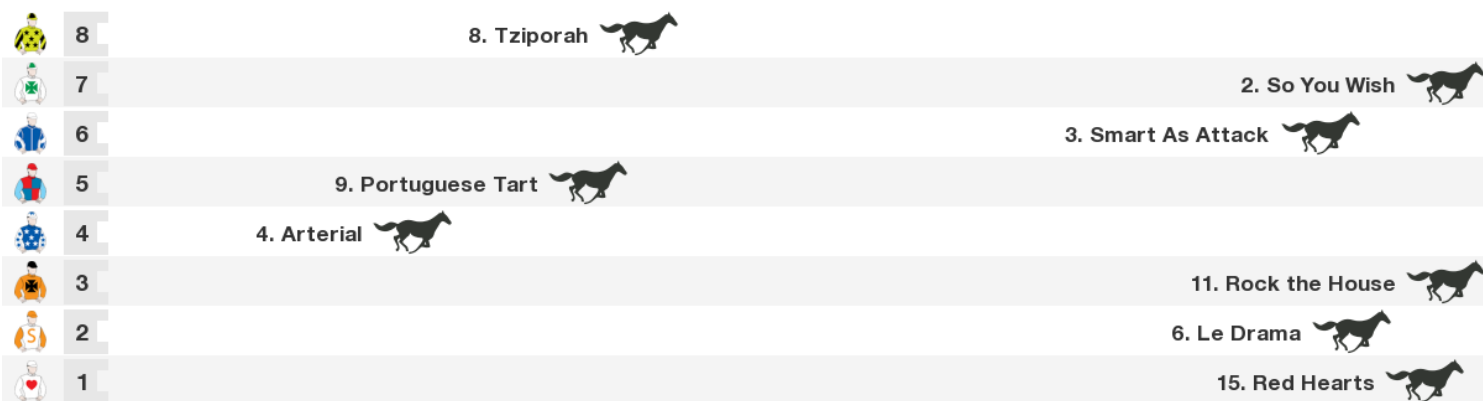 8 8. Tziporah
7 2. So You Wish
6 3. Smart As Attack
5 9. Portuguese Tart
4 4. Arterial
3 11. Rock the House
2 S 6. Le Drama
1 15. Red Hearts